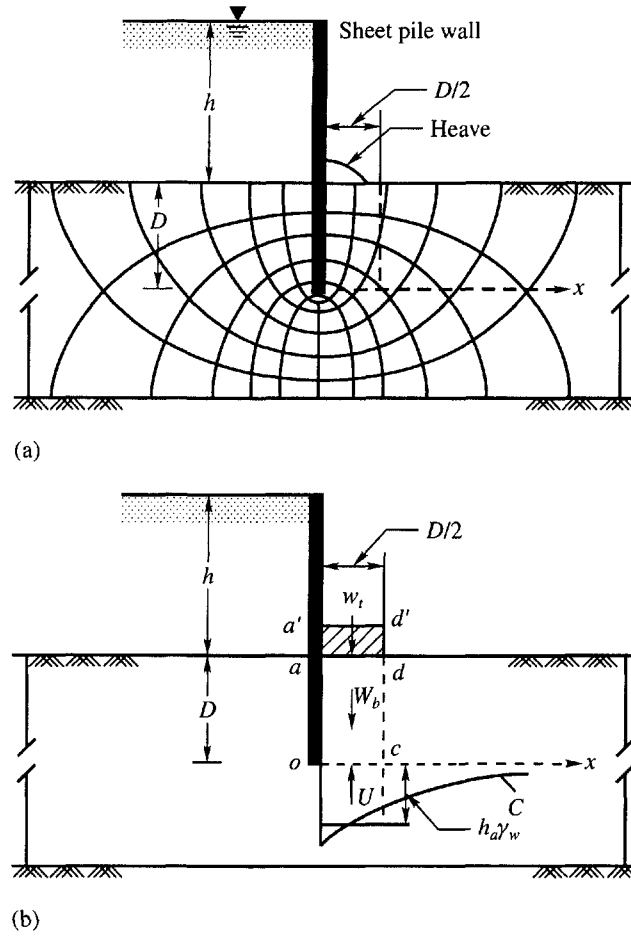 Sheet pile wall
h
D/2
Heave
D
x
(a)
h
D/2
w_t
a′ d′
a d
D
W_b
o c x
U C
h_aγ_w
(b)